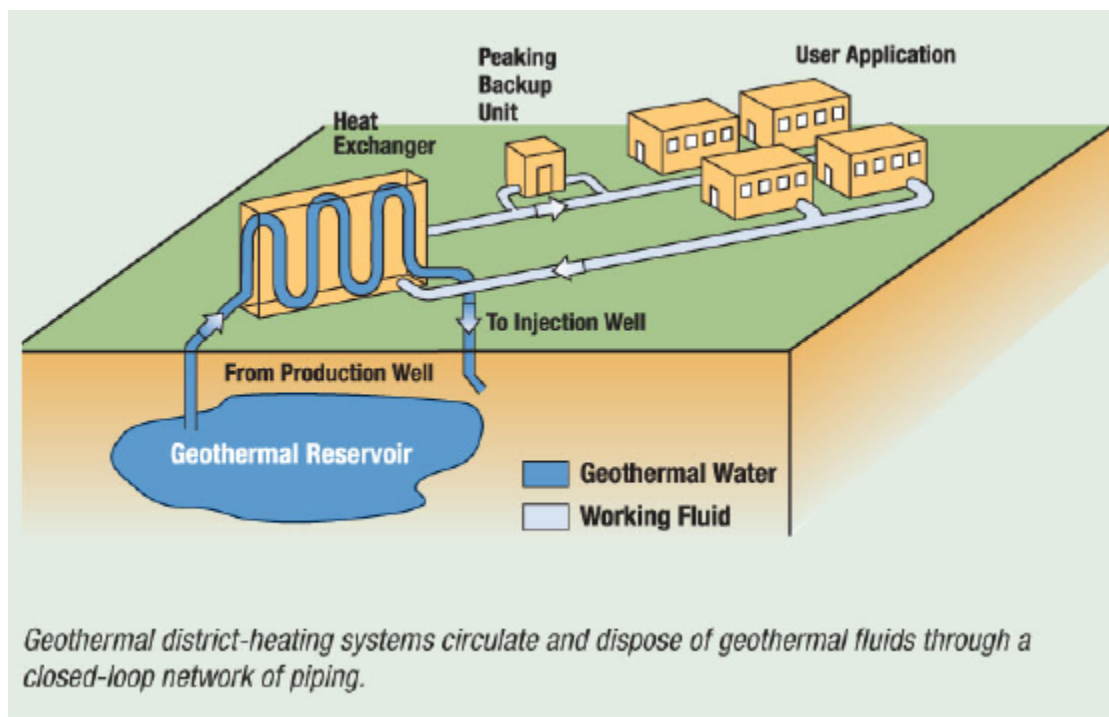 Peaking
Backup
Unit
User Application
Heat
Exchanger
To Injection Well
From Production Well
Geothermal Reservoir
Geothermal Water
Working Fluid
Geothermal district-heating systems circulate and dispose of geothermal fluids through a
closed-loop network of piping.